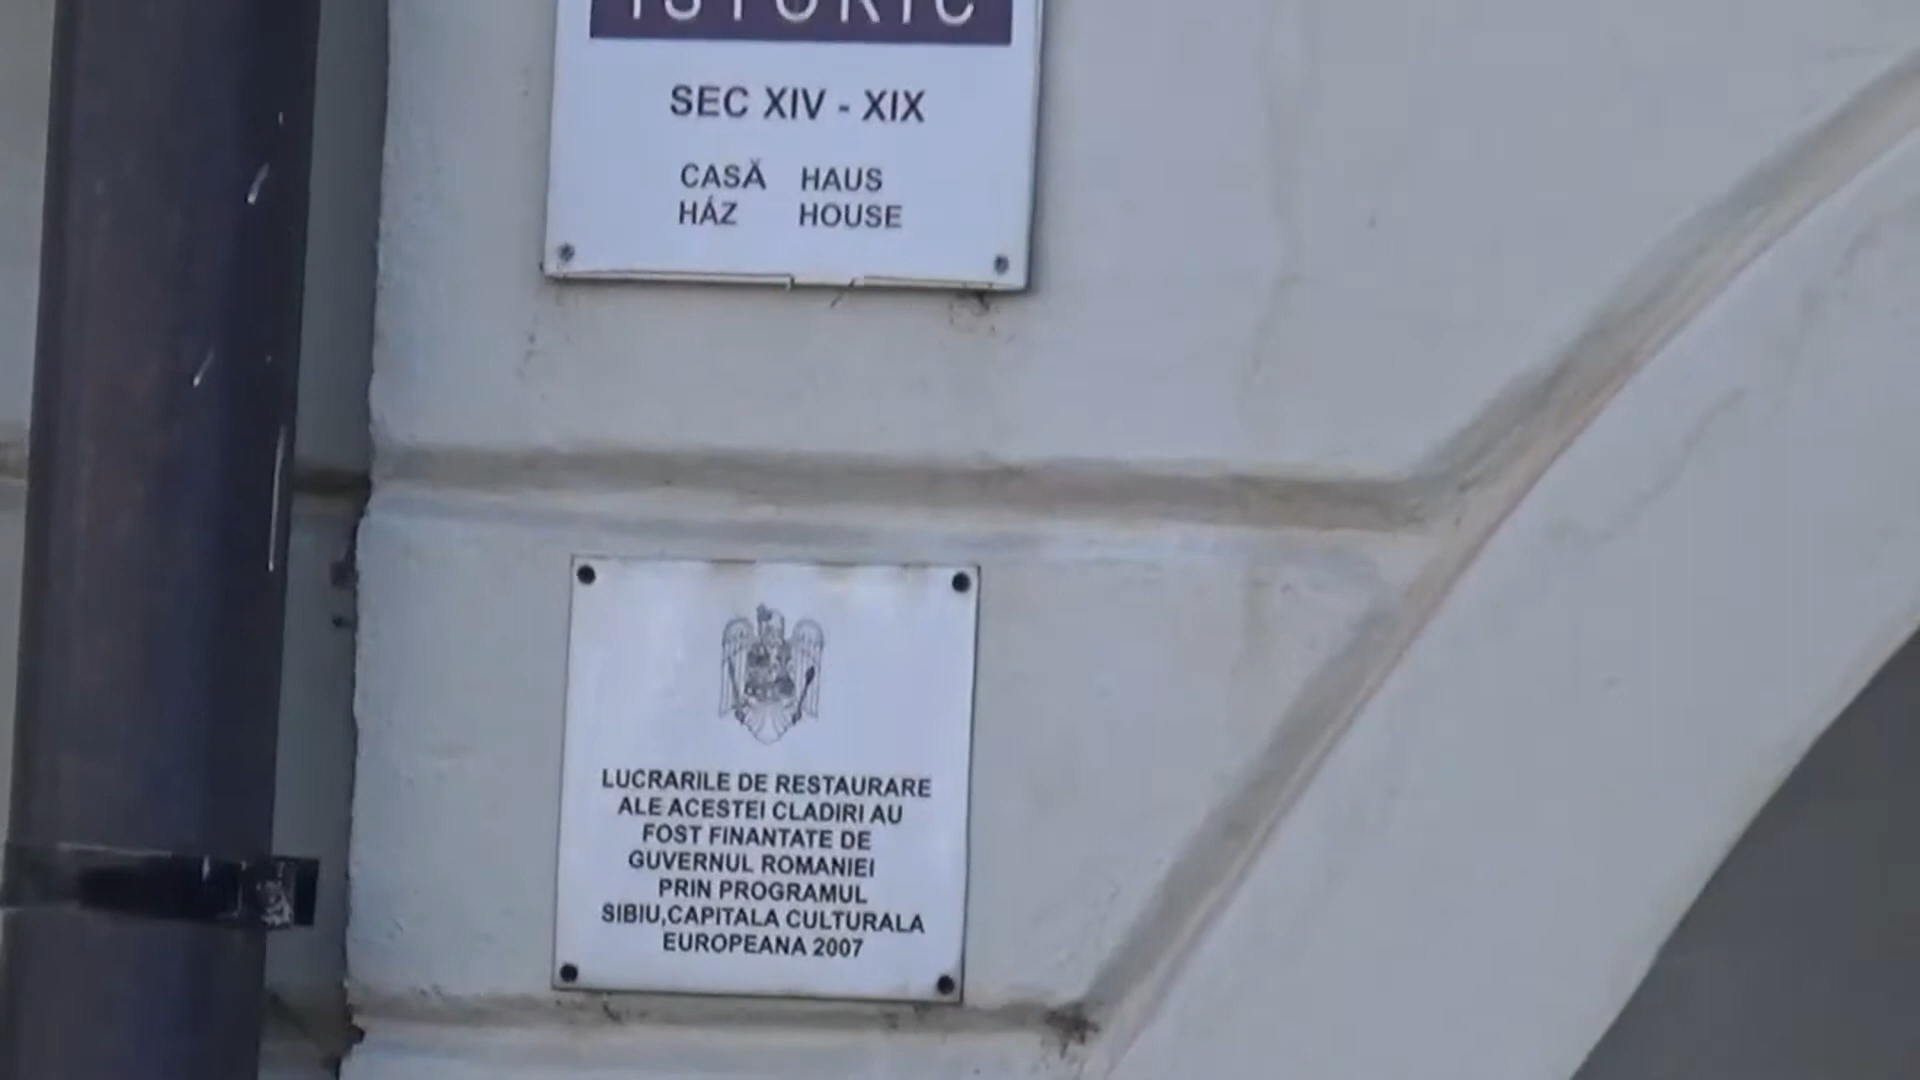 ISTORIC
SEC XIV - XIX
CASĂ HAUS
HÁZ HOUSE
LUCRARILE DE RESTAURARE
ALE ACESTEI CLADIRI AU
FOST FINANTATE DE
GUVERNUL ROMANIEI
PRIN PROGRAMUL
SIBIU,CAPITALA CULTURALA
EUROPEANA 2007